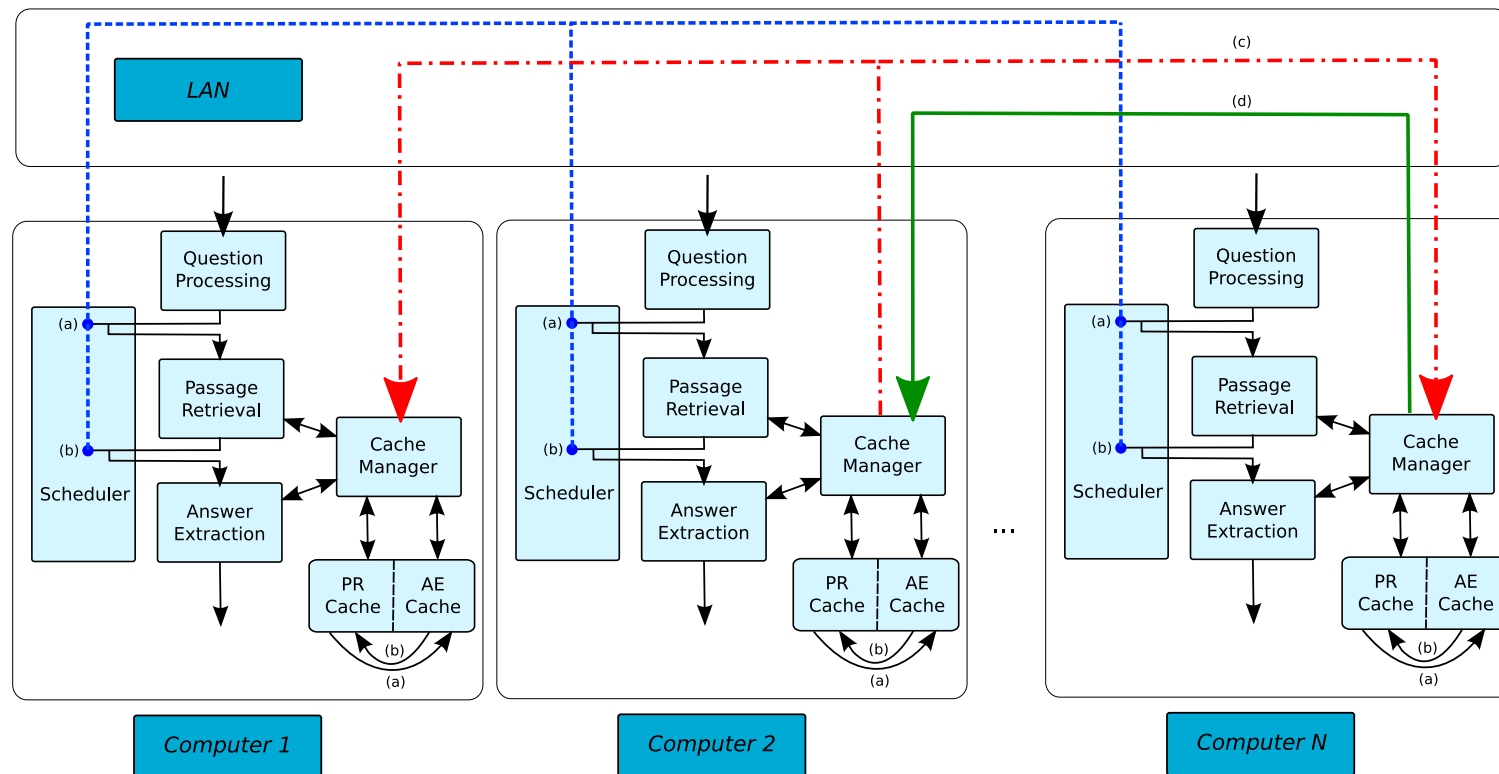 (c)
LAN
(d)
Question
Processing
(a)
Passage
Retrieval
(b)
Cache
Manager
Scheduler
Answer
Extraction
PR
Cache
AE
Cache
(b)
(a)
Computer 1
Question
Processing
(a)
Passage
Retrieval
(b)
Cache
Manager
Scheduler
Answer
Extraction
PR
Cache
AE
Cache
(b)
(a)
Computer 2
...
Question
Processing
(a)
Passage
Retrieval
(b)
Cache
Manager
Scheduler
Answer
Extraction
PR
Cache
AE
Cache
(b)
(a)
Computer N